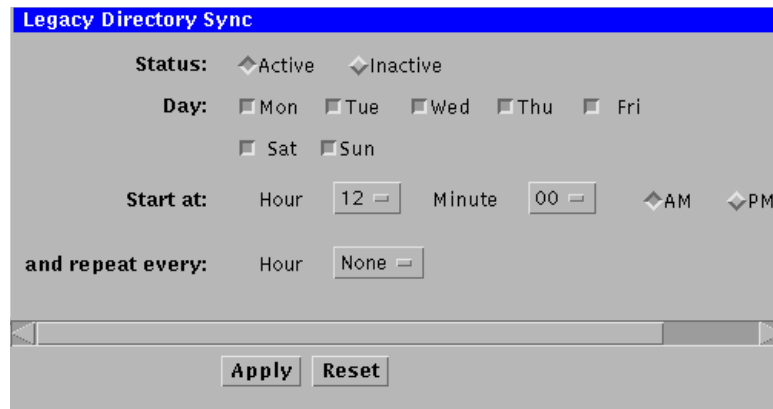 Legacy Directory Sync
Status: Active Inactive
Day: Mon Tue Wed Thu Fri
Sat Sun
Start at: Hour 12 Minute 00 AM PM
and repeat every: Hour None
Apply Reset